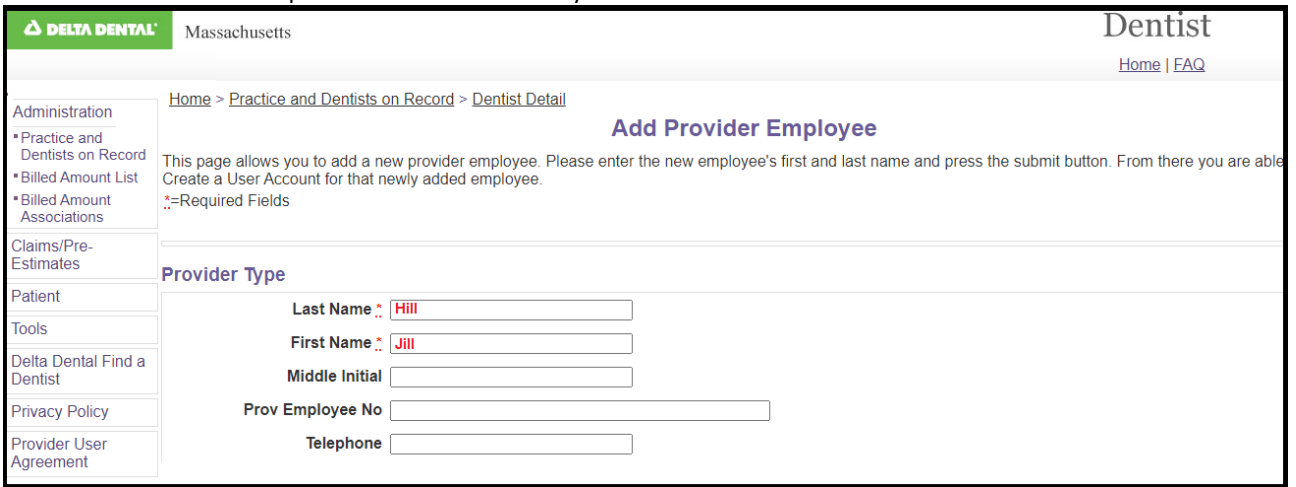 DELTA DENTAL
Massachusetts
Dentist
Home | FAQ
Administration
Practice and
Dentists on Record
Billed Amount List
Billed Amount
Associations
Claims/Pre-
Estimates
Patient
Tools
Delta Dental Find a
Dentist
Privacy Policy
Provider User
Agreement
Home > Practice and Dentists on Record > Dentist Detail
Add Provider Employee
This page allows you to add a new provider employee. Please enter the new employee's first and last name and press the submit button. From there you are able
Create a User Account for that newly added employee.
*=Required Fields
Provider Type
Last Name * Hill
First Name * Jill
Middle Initial
Prov Employee No
Telephone